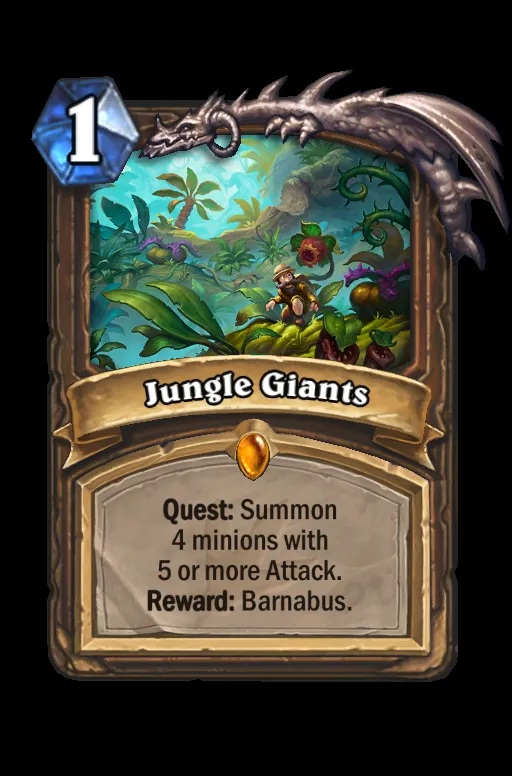 1
Jungle Giants
Quest: Summon
4 minions with
5 or more Attack.
Reward: Barnabus.